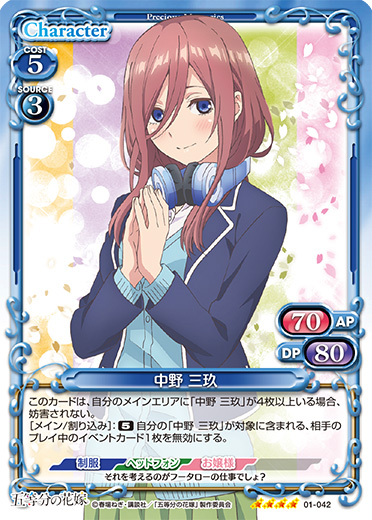 Precious Memories
Character
COST
5
SOURCE
3
70 AP
DP 80
中野 三玖
このカードは、自分のメインエリアに「中野 三玖」が4枚以上いる場合、
妨害されない。
[メイン/割り込み]:5 自分の「中野 三玖」が対象に含まれる、相手の
プレイ中のイベントカード1枚を無効にする。
制服 ヘッドフォン お嬢様
それを考えるのがフータローの仕事でしょ?
五等分の花嫁
©春場ねぎ・講談社/「五等分の花嫁」製作委員会
01-042